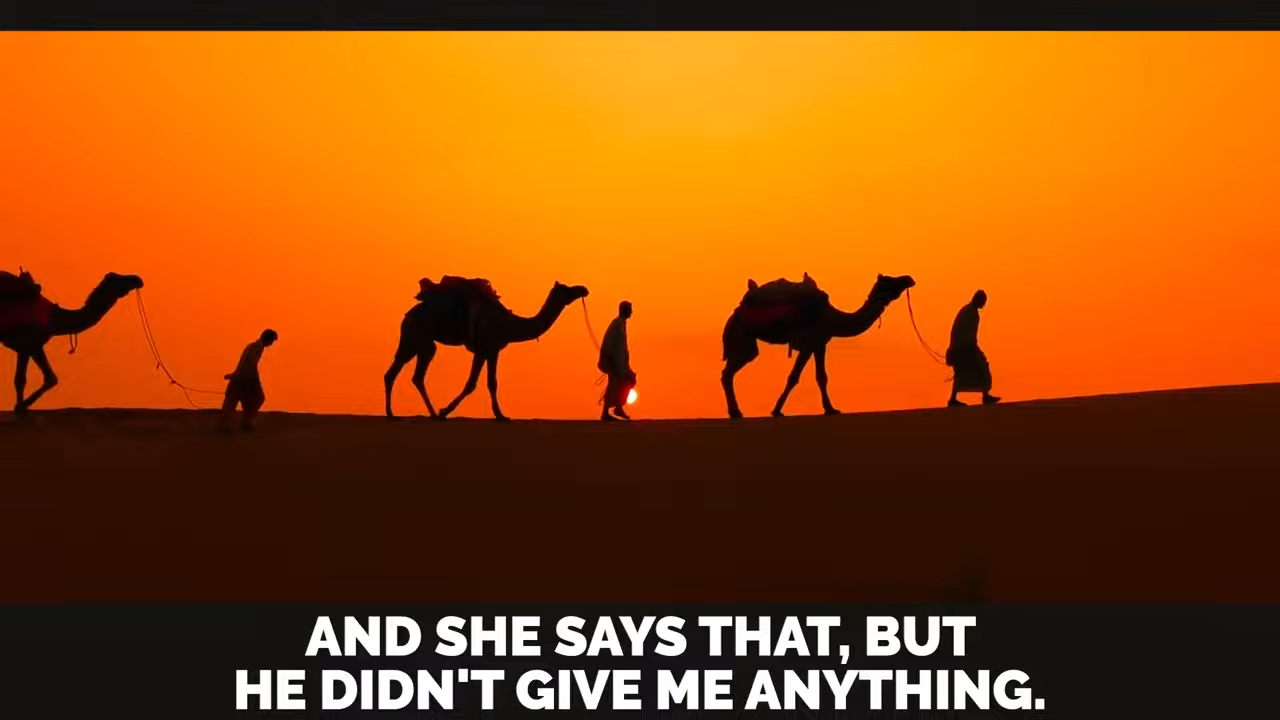 AND SHE SAYS THAT, BUT
HE DIDN'T GIVE ME ANYTHING.